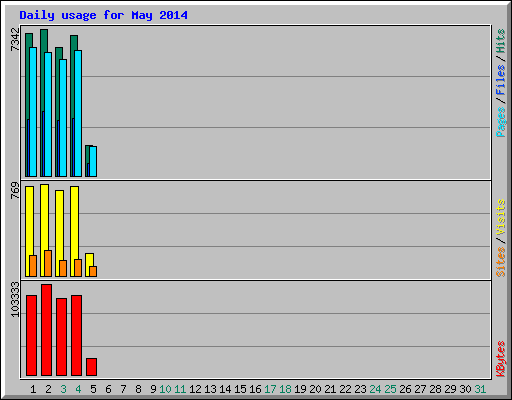 Daily usage for May 2014
7342
Pages / Files / Hits
769
Sites / Visits
103333
KBytes
1 2 3 4 5 6 7 8 9 10 11 12 13 14 15 16 17 18 19 20 21 22 23 24 25 26 27 28 29 30 31